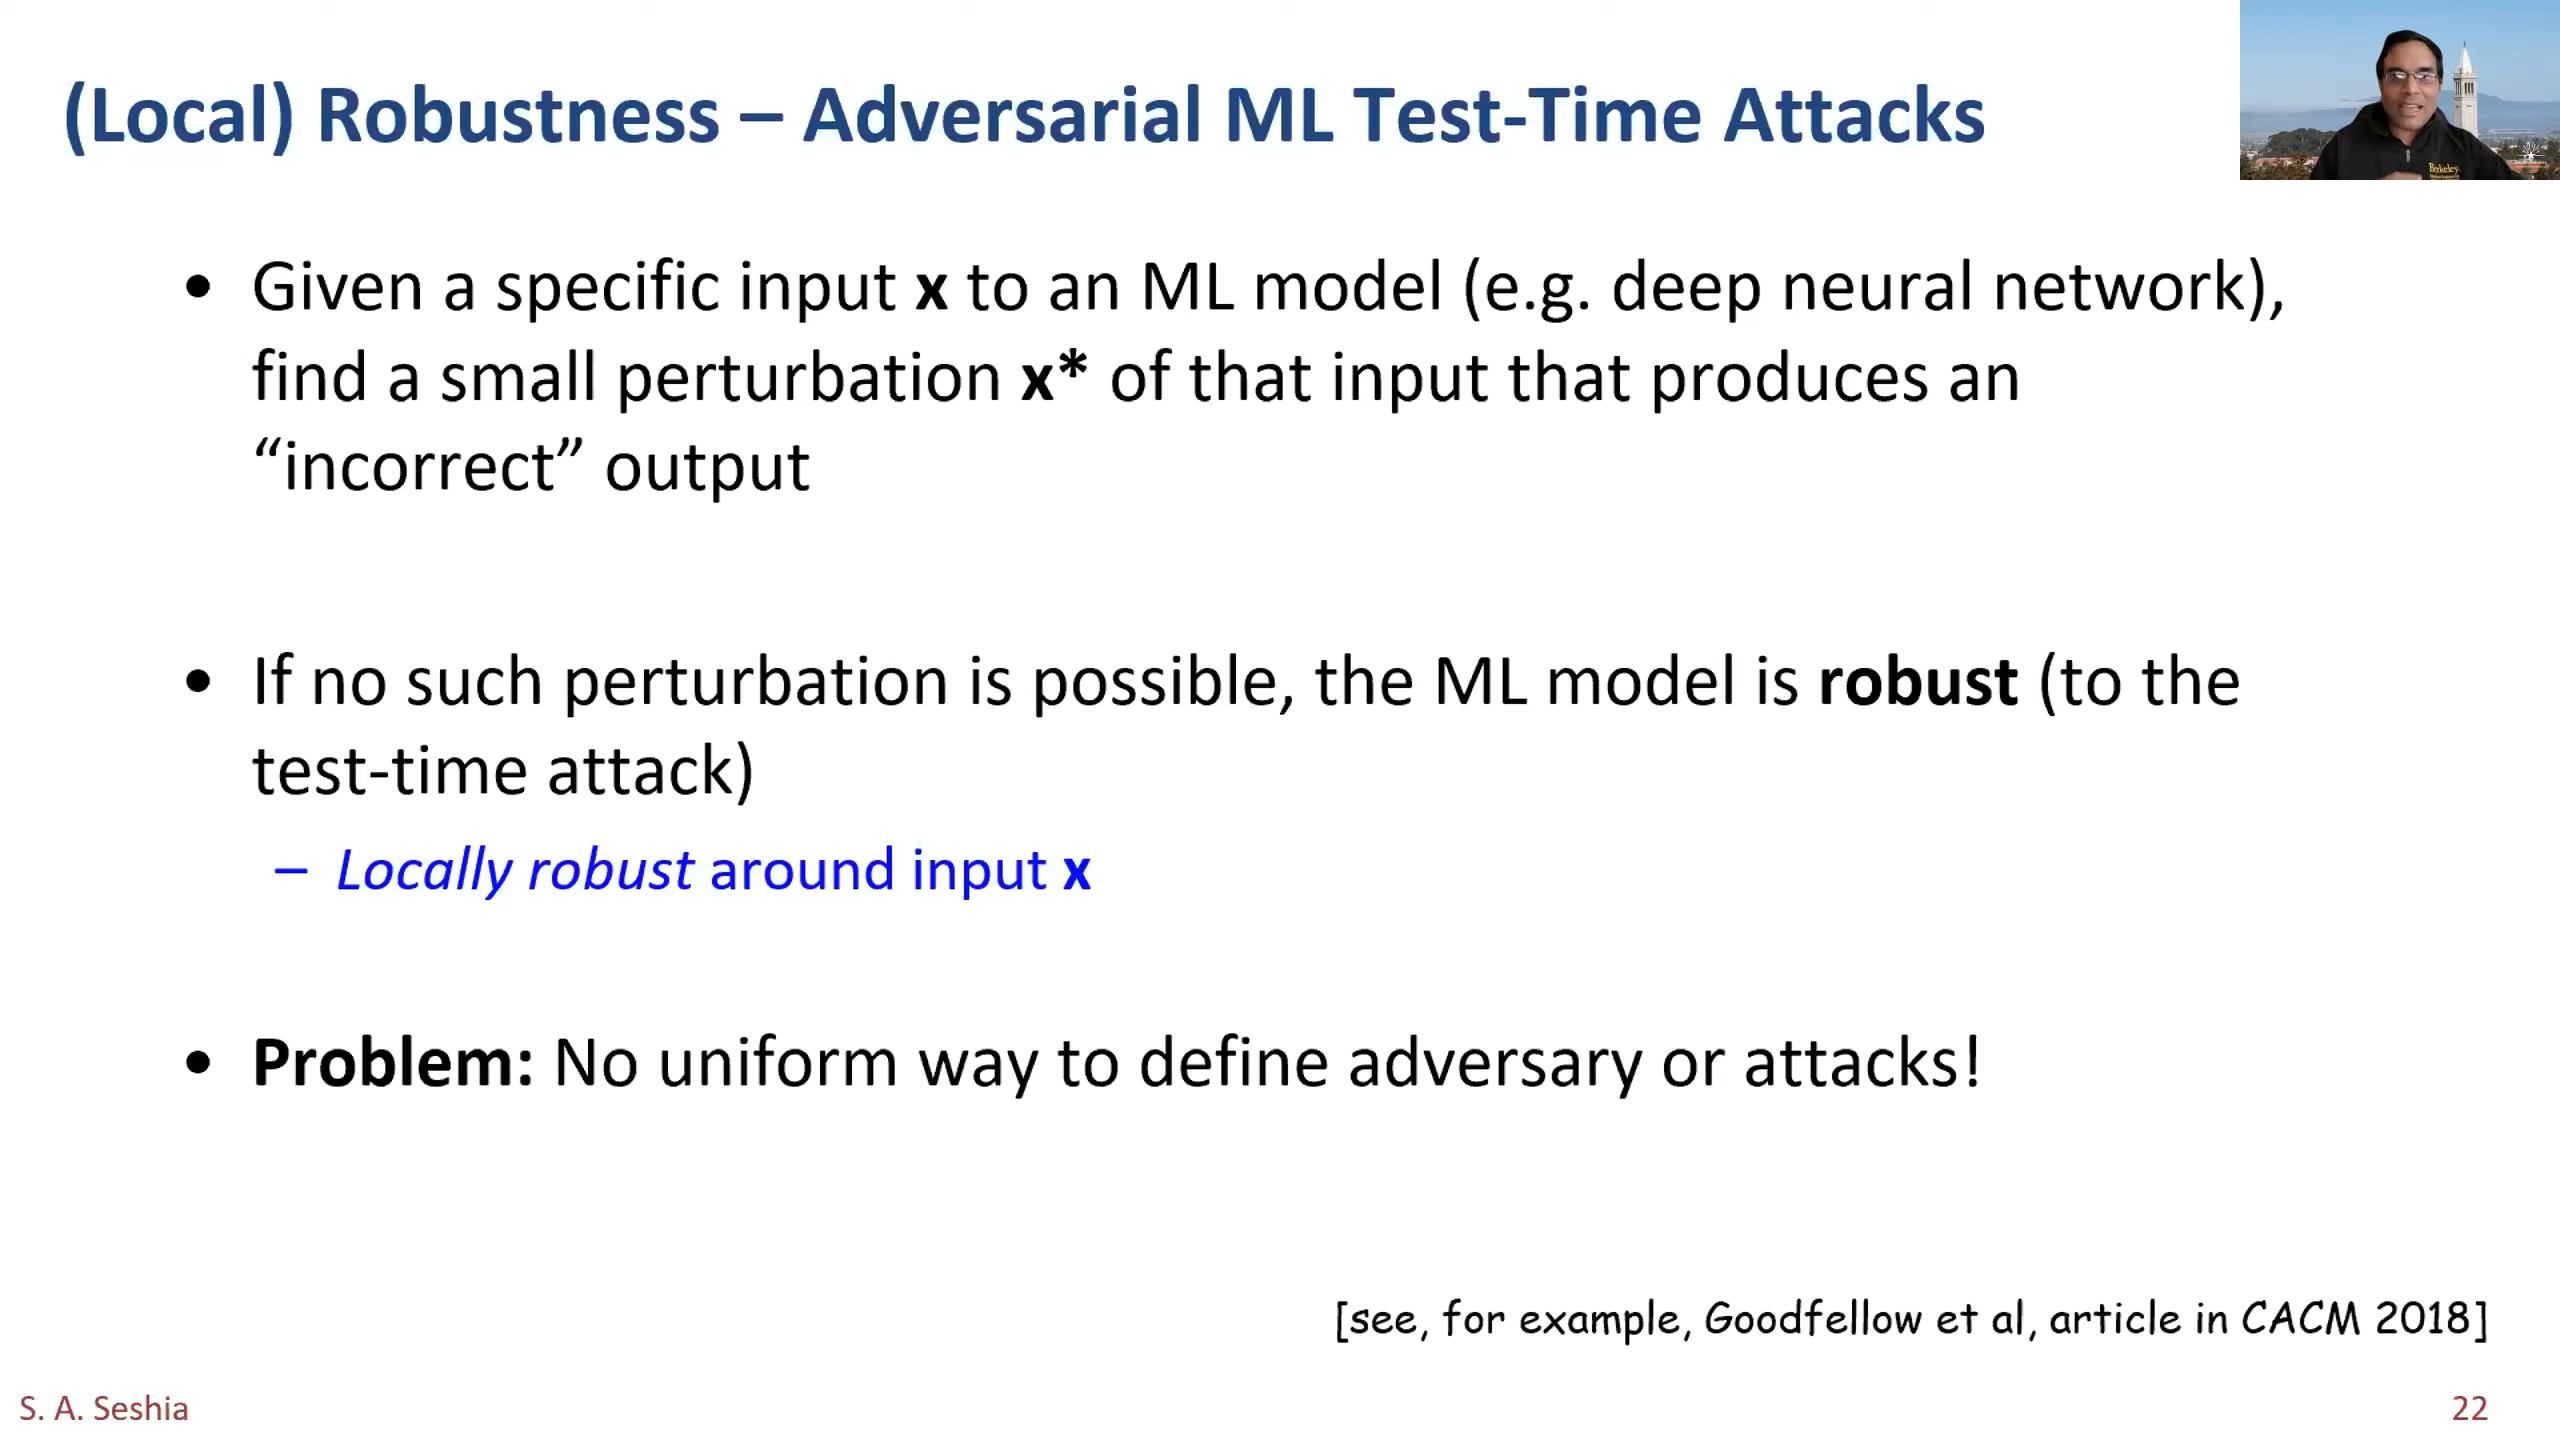 (Local) Robustness – Adversarial ML Test-Time Attacks
Berkeley
• Given a specific input x to an ML model (e.g. deep neural network),
find a small perturbation x* of that input that produces an
“incorrect” output
• If no such perturbation is possible, the ML model is robust (to the
test-time attack)
– Locally robust around input x
• Problem: No uniform way to define adversary or attacks!
[see, for example, Goodfellow et al, article in CACM 2018]
S. A. Seshia
22